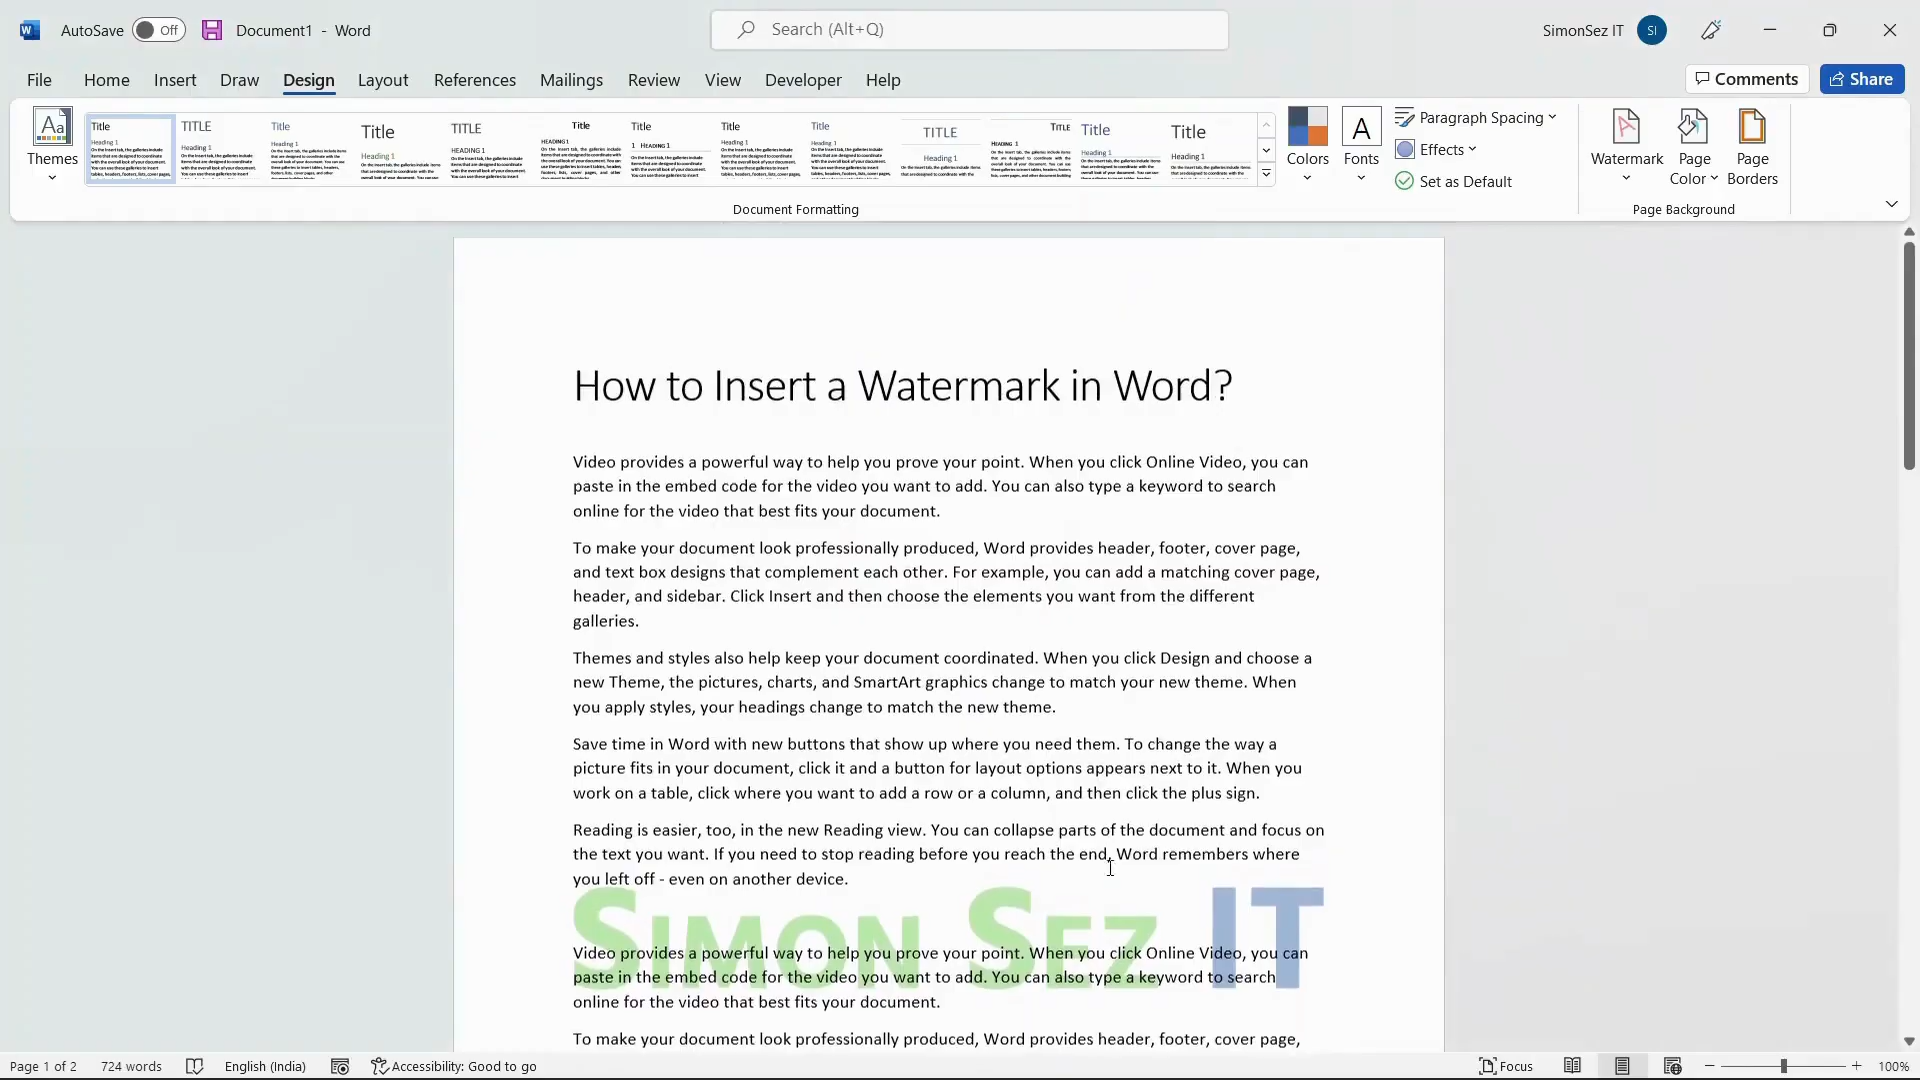 AutoSave Off Document1 - Word Search (Alt+Q) SimonSez IT SI
File Home Insert Draw Design Layout References Mailings Review View Developer Help Comments Share
Themes
Colors
Fonts
Paragraph Spacing
Effects
Set as Default
Watermark
Page Color
Page Borders
Document Formatting
Page Background
How to Insert a Watermark in Word?
Video provides a powerful way to help you prove your point. When you click Online Video, you can
paste in the embed code for the video you want to add. You can also type a keyword to search
online for the video that best fits your document.
To make your document look professionally produced, Word provides header, footer, cover page,
and text box designs that complement each other. For example, you can add a matching cover page,
header, and sidebar. Click Insert and then choose the elements you want from the different
galleries.
Themes and styles also help keep your document coordinated. When you click Design and choose a
new Theme, the pictures, charts, and SmartArt graphics change to match your new theme. When
you apply styles, your headings change to match the new theme.
Save time in Word with new buttons that show up where you need them. To change the way a
picture fits in your document, click it and a button for layout options appears next to it. When you
work on a table, click where you want to add a row or a column, and then click the plus sign.
Reading is easier, too, in the new Reading view. You can collapse parts of the document and focus on
the text you want. If you need to stop reading before you reach the end, Word remembers where
you left off - even on another device.
SIMON SEZ IT
Video provides a powerful way to help you prove your point. When you click Online Video, you can
paste in the embed code for the video you want to add. You can also type a keyword to search
online for the video that best fits your document.
To make your document look professionally produced, Word provides header, footer, cover page,
Page 1 of 2 724 words English (India) Accessibility: Good to go Focus 100%